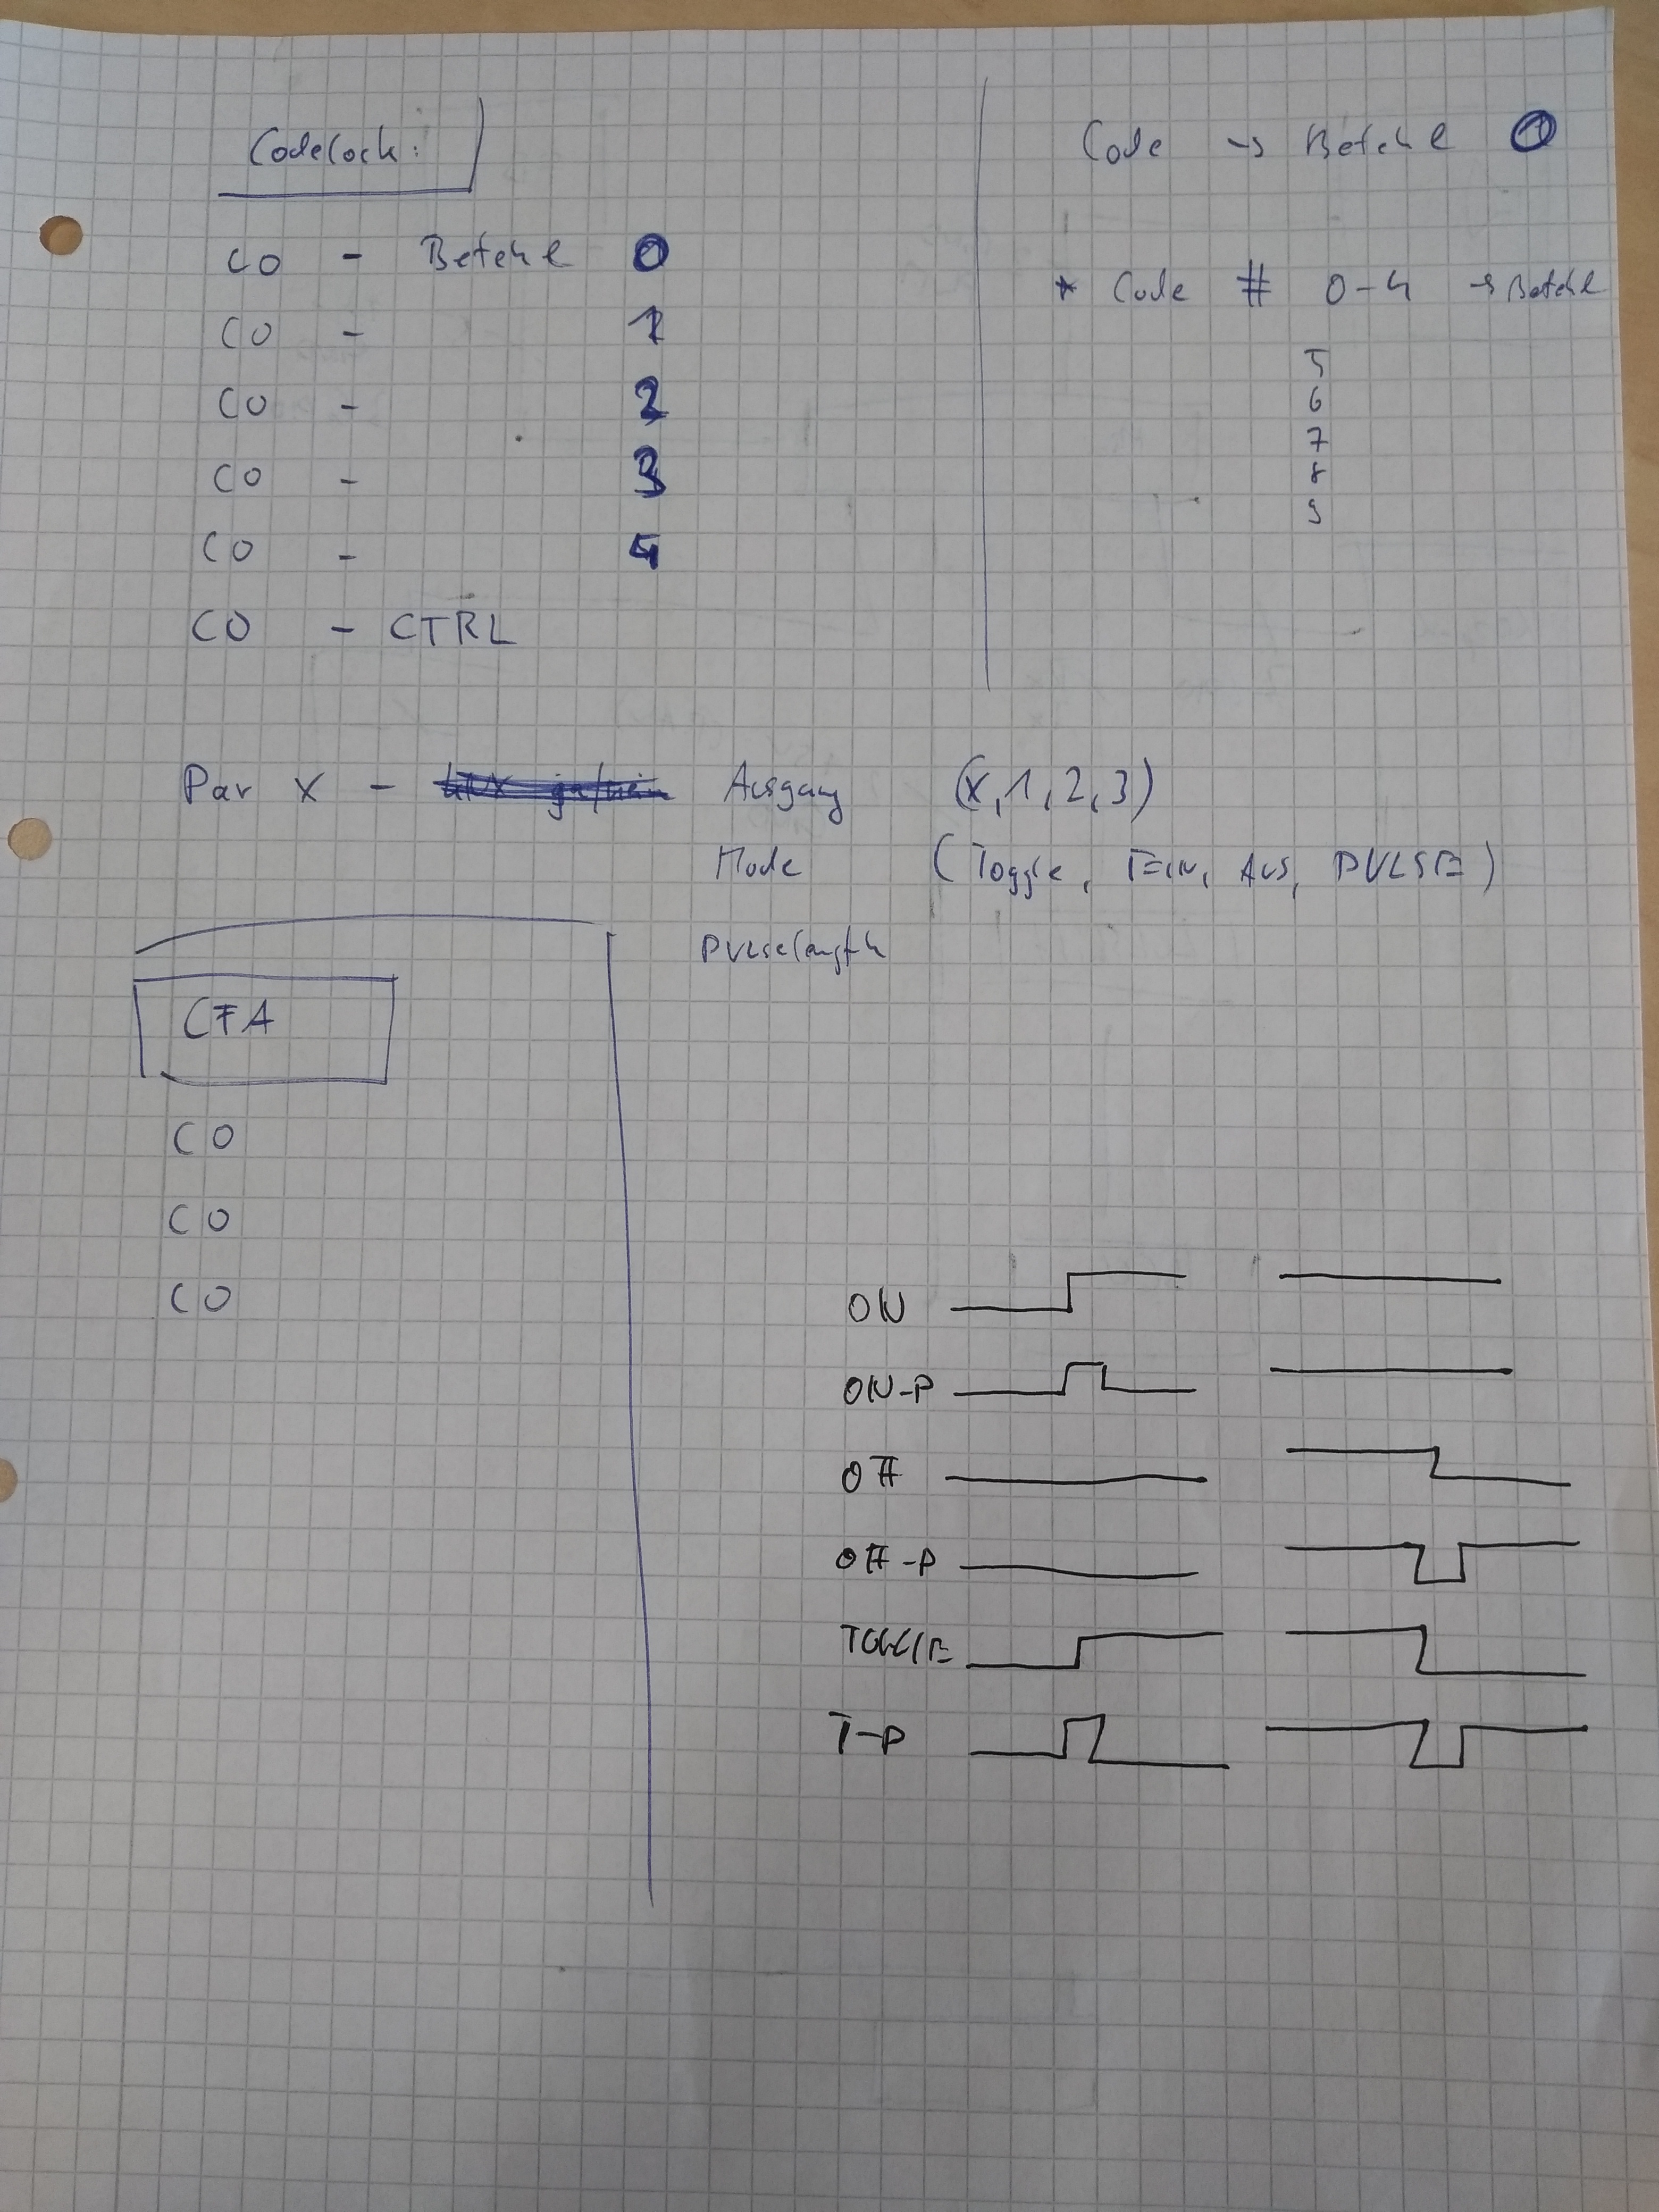 Codelock:
CO - Befehl 0
CO - 1
CO - 2
CO - 3
CO - 4
CO - CTRL
Code → Befehl 0
* Code # 0-4 → Befehl
5
6
7
8
9
Par X - Ausgang (X, 1, 2, 3)
Mode (Toggle, EIN, AUS, PULSE)
Pulselength
CFA
CO
CO
CO
ON
ON-P
OFF
OFF-P
TOGGLE
T-P